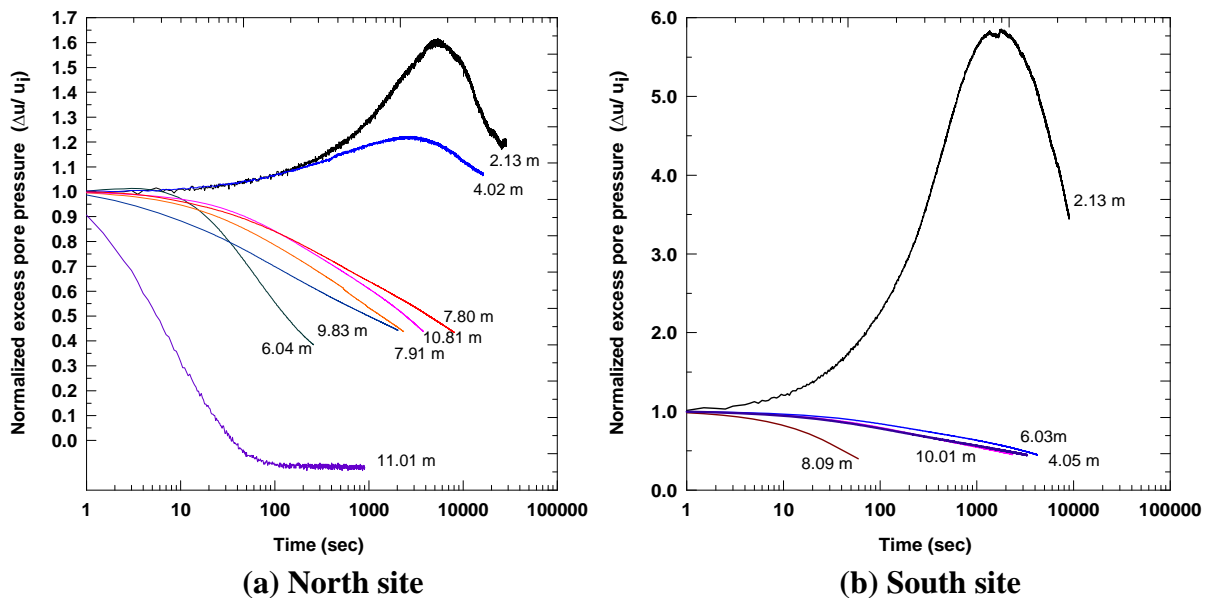 Normalized excess pore pressure (Δu/ ui)
1.7
1.6
1.5
1.4
1.3
1.2
1.1
1.0
0.9
0.8
0.7
0.6
0.5
0.4
0.3
0.2
0.1
0.0
2.13 m
4.02 m
7.80 m
9.83 m
10.81 m
6.04 m
7.91 m
11.01 m
1 10 100 1000 10000 100000
Time (sec)
(a) North site
Normalized excess pore pressure (Δu/ ui)
6.0
5.0
4.0
3.0
2.0
1.0
0.0
2.13 m
6.03m
10.01 m
4.05 m
8.09 m
1 10 100 1000 10000 100000
Time (sec)
(b) South site